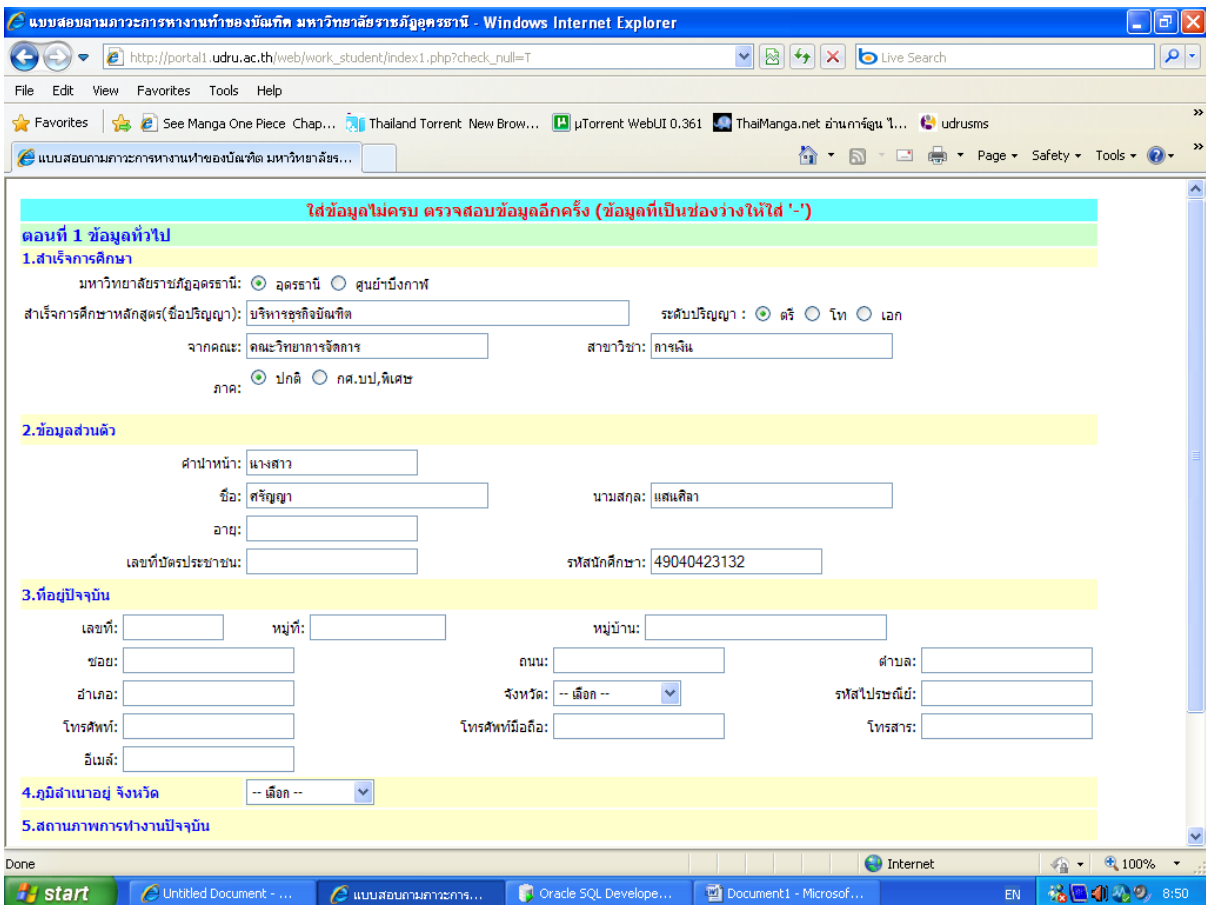 แบบสอบถามภาวะการหางานทำของบัณฑิต มหาวิทยาลัยราชภัฏอุดรธานี - Windows Internet Explorer
http://portal1.udru.ac.th/web/work_student/index1.php?check_null=T
Live Search
File Edit View Favorites Tools Help
Favorites See Manga One Piece Chap... Thailand Torrent New Brow... µTorrent WebUI 0.361 ThaiManga.net อ่านการ์ตูน ไ... udrusms »
แบบสอบถามภาวะการหางานทำของบัณฑิต มหาวิทยาลัยร... Page Safety Tools »
ใส่ข้อมูลไม่ครบ ตรวจสอบข้อมูลอีกครั้ง (ข้อมูลที่เป็นช่องว่างให้ใส่ '-')
ตอนที่ 1 ข้อมูลทั่วไป
1.สำเร็จการศึกษา
มหาวิทยาลัยราชภัฏอุดรธานี: อุดรธานี ศูนย์ฯบึงกาฬ
สำเร็จการศึกษาหลักสูตร(ชื่อปริญญา): บริหารธุรกิจบัณฑิต ระดับปริญญา : ตรี โท เอก
จากคณะ: คณะวิทยาการจัดการ สาขาวิชา: การเงิน
ภาค: ปกติ กศ.บป,พิเศษ
2.ข้อมูลส่วนตัว
คำนำหน้า: นางสาว
ชื่อ: ศรัญญา นามสกุล: แสนศิลา
อายุ:
เลขที่บัตรประชาชน: รหัสนักศึกษา: 49040423132
3.ที่อยู่ปัจจุบัน
เลขที่: หมู่ที่: หมู่บ้าน:
ซอย: ถนน: ตำบล:
อำเภอ: จังหวัด: -- เลือก -- รหัสไปรษณีย์:
โทรศัพท์: โทรศัพท์มือถือ: โทรสาร:
อีเมล์:
4.ภูมิลำเนาอยู่ จังหวัด -- เลือก --
5.สถานภาพการทำงานปัจจุบัน
Done Internet 100%
start Untitled Document - ... แบบสอบถามภาวะการ... Oracle SQL Develope... Document1 - Microsof... EN 8:50